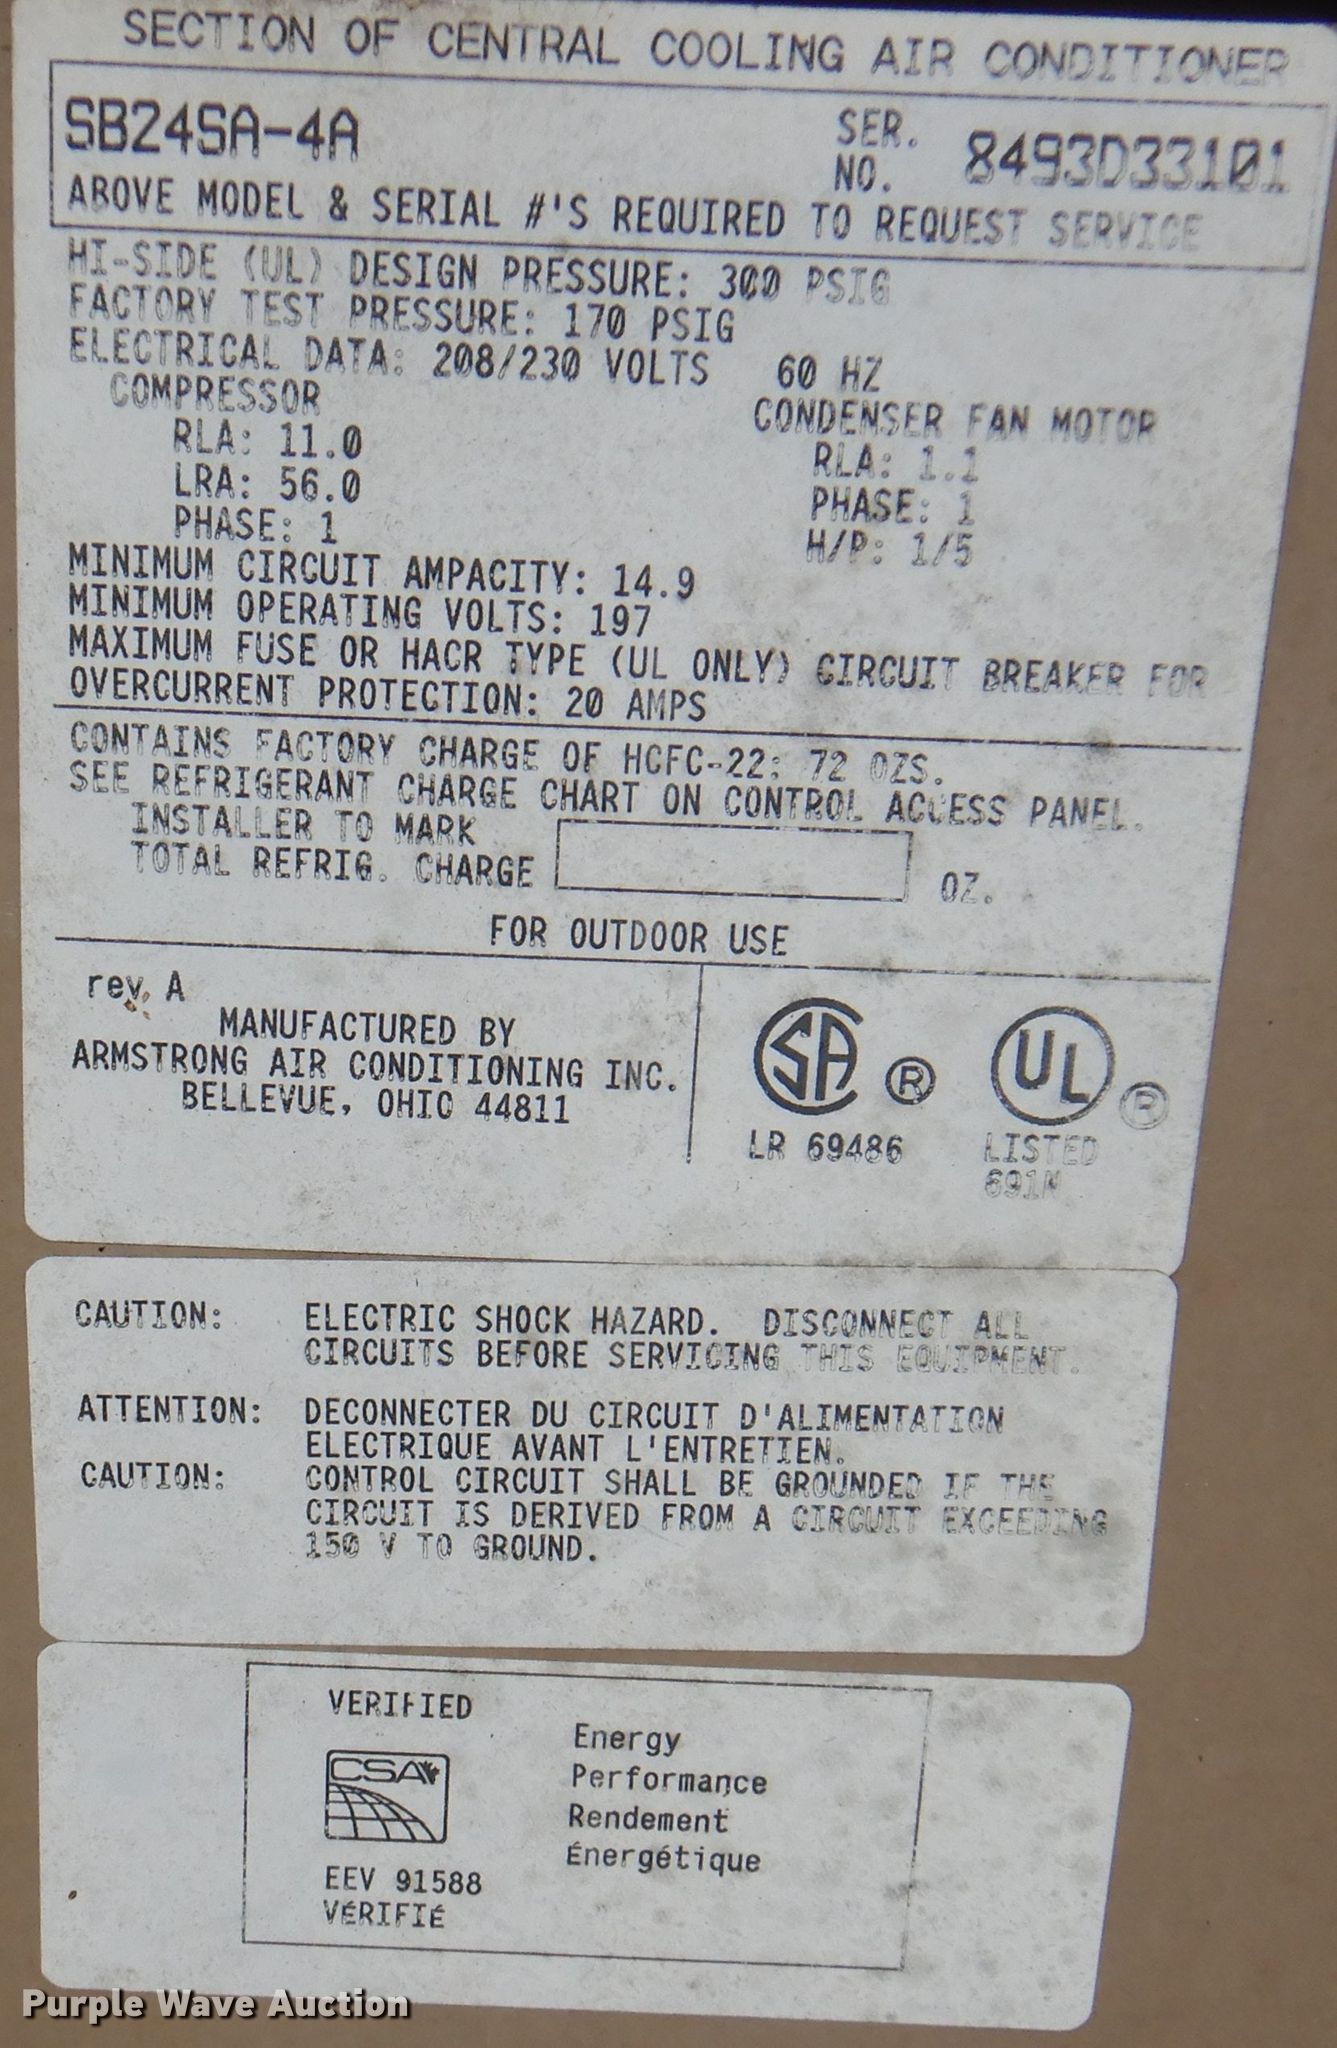 SECTION OF CENTRAL COOLING AIR CONDITIONER
SB24SA-4A
SER. NO. 8493D33101
ABOVE MODEL & SERIAL #'S REQUIRED TO REQUEST SERVICE
HI-SIDE (UL) DESIGN PRESSURE: 300 PSIG
FACTORY TEST PRESSURE: 170 PSIG
ELECTRICAL DATA: 208/230 VOLTS 60 HZ
COMPRESSOR
RLA: 11.0
LRA: 56.0
PHASE: 1
CONDENSER FAN MOTOR
RLA: 1.1
PHASE: 1
H/P: 1/5
MINIMUM CIRCUIT AMPACITY: 14.9
MINIMUM OPERATING VOLTS: 197
MAXIMUM FUSE OR HACR TYPE (UL ONLY) CIRCUIT BREAKER FOR
OVERCURRENT PROTECTION: 20 AMPS
CONTAINS FACTORY CHARGE OF HCFC-22: 72 OZS.
SEE REFRIGERANT CHARGE CHART ON CONTROL ACCESS PANEL.
INSTALLER TO MARK
TOTAL REFRIG. CHARGE OZ.
FOR OUTDOOR USE
rev. A
MANUFACTURED BY
ARMSTRONG AIR CONDITIONING INC.
BELLEVUE, OHIO 44811
SA ®
LR 69486
UL ®
LISTED
691N
CAUTION: ELECTRIC SHOCK HAZARD. DISCONNECT ALL
CIRCUITS BEFORE SERVICING THIS EQUIPMENT.
ATTENTION: DECONNECTER DU CIRCUIT D'ALIMENTATION
ELECTRIQUE AVANT L'ENTRETIEN.
CAUTION: CONTROL CIRCUIT SHALL BE GROUNDED IF THE
CIRCUIT IS DERIVED FROM A CIRCUIT EXCEEDING
150 V TO GROUND.
VERIFIED
CSA
EEV 91588
VÉRIFIÉ
Energy
Performance
Rendement
Énergétique
Purple Wave Auction